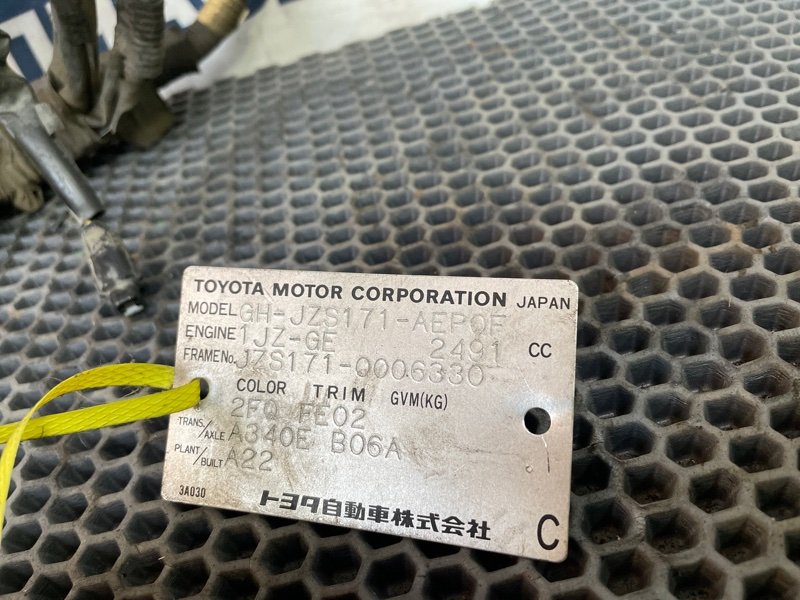 TOYOTA MOTOR CORPORATION JAPAN
MODEL GH-JZS171-AEPQF
ENGINE 1JZ-GE 2491 CC
FRAME No. JZS171-0006330
COLOR TRIM GVM(KG)
2FQ FE02
TRANS./AXLE A340E B06A
PLANT/BUILT A22
3A030
トヨタ自動車株式会社
C